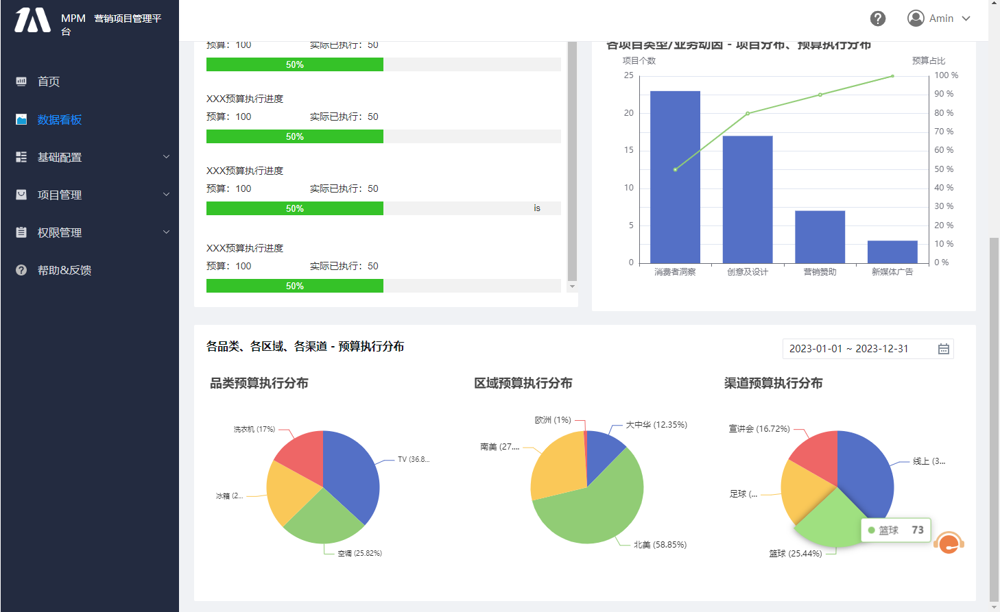 MPM 营销项目管理平
台
Amin
首页
数据看板
基础配置
项目管理
权限管理
帮助&反馈
预算：100 实际已执行：50
50%
XXX预算执行进度
预算：100 实际已执行：50
50%
XXX预算执行进度
预算：100 实际已执行：50
50% is
XXX预算执行进度
预算：100 实际已执行：50
50%
各项目类型/业务动因 - 项目分布、预算执行分布
项目个数 预算占比
25 100 %
90 %
20 80 %
70 %
15 60 %
50 %
10 40 %
30 %
5 20 %
10 %
0 0 %
消费者洞察 创意及设计 营销赞助 新媒体广告
各品类、各区域、各渠道 - 预算执行分布
2023-01-01 ~ 2023-12-31
品类预算执行分布
洗衣机 (17%)
TV (36.8...
冰箱 (2...
空调 (25.82%)
区域预算执行分布
欧洲 (1%)
大中华 (12.35%)
南美 (27....
北美 (58.85%)
渠道预算执行分布
宣讲会 (16.72%)
线上 (3...
足球 (...
篮球 73
篮球 (25.44%)